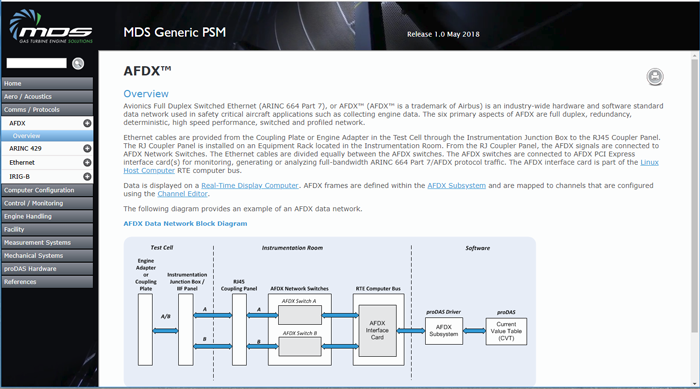 MDS
GAS TURBINE ENGINE SOLUTIONS
MDS Generic PSM
Release 1.0 May 2018
Home
Aero / Acoustics
Comms / Protocols
AFDX
Overview
ARINC 429
Ethernet
IRIG-B
Computer Configuration
Control / Monitoring
Engine Handling
Facility
Measurement Systems
Mechanical Systems
proDAS Hardware
References
AFDX™
Overview
Avionics Full Duplex Switched Ethernet (ARINC 664 Part 7), or AFDX™ (AFDX™ is a trademark of Airbus) is an industry-wide hardware and software standard
data network used in safety critical aircraft applications such as collecting engine data. The six primary aspects of AFDX are full duplex, redundancy,
deterministic, high speed performance, switched and profiled network.
Ethernet cables are provided from the Coupling Plate or Engine Adapter in the Test Cell through the Instrumentation Junction Box to the RJ45 Coupler Panel.
The RJ Coupler Panel is installed on an Equipment Rack located in the Instrumentation Room. From the RJ Coupler Panel, the AFDX signals are connected to
AFDX Network Switches. The Ethernet cables are divided equally between the AFDX switches. The AFDX switches are connected to AFDX PCI Express
interface card(s) for monitoring, generating or analyzing full-bandwidth ARINC 664 Part 7/AFDX protocol traffic. The AFDX interface card is part of the Linux
Host Computer RTE computer bus.
Data is displayed on a Real-Time Display Computer. AFDX frames are defined within the AFDX Subsystem and are mapped to channels that are configured
using the Channel Editor.
The following diagram provides an example of an AFDX data network.
AFDX Data Network Block Diagram
Test Cell
Instrumentation Room
Software
Engine
Adapter
or
Coupling
Plate
Instrumentation
Junction Box /
IIF Panel
RJ45
Coupling Panel
AFDX Network Switches
RTE Computer Bus
A/B
A
B
A
B
AFDX Switch A
AFDX Switch B
AFDX
Interface
Card
proDAS Driver
AFDX
Subsystem
proDAS
Current
Value Table
(CVT)